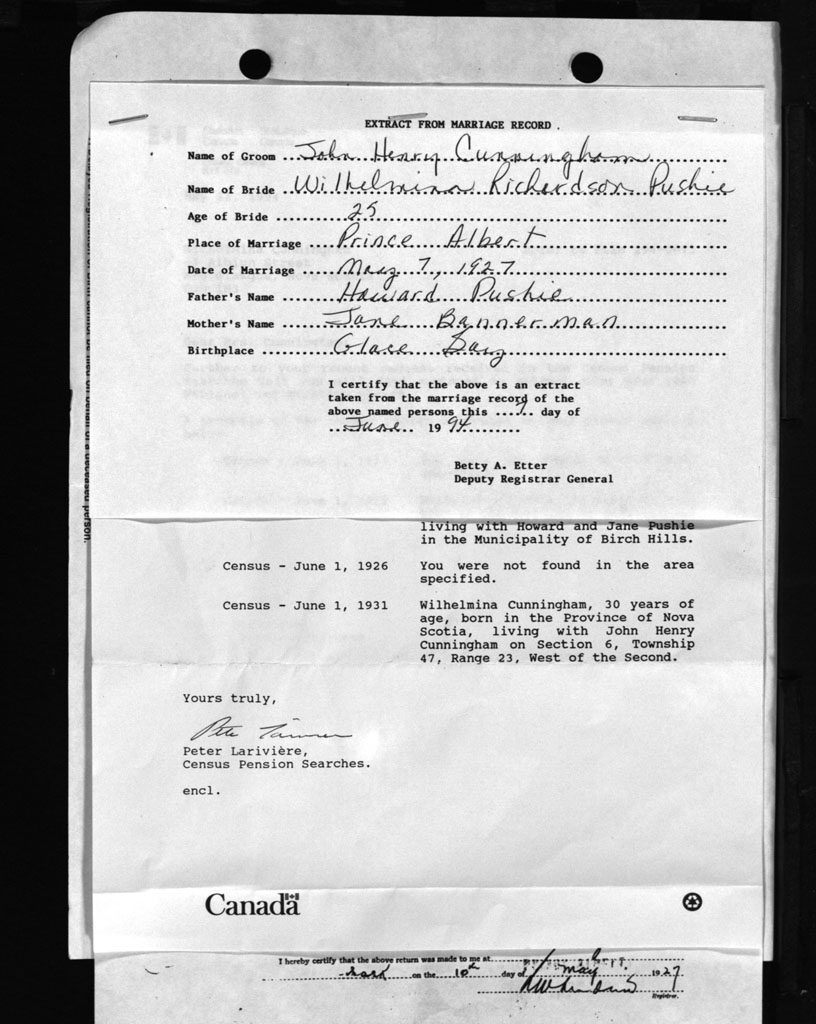 EXTRACT FROM MARRIAGE RECORD .
Name of Groom ... John Henry Cunningham
Name of Bride ... Wilhelmina Richardson Pushie
Age of Bride ... 25
Place of Marriage ... Prince Albert
Date of Marriage ... May 7, 1927
Father's Name ... Howard Pushie
Mother's Name ... Jane Bannerman
Birthplace ... Glace Bay
I certify that the above is an extract
taken from the marriage record of the
above named persons this ... day of
June 1994
Betty A. Etter
Deputy Registrar General
living with Howard and Jane Pushie
in the Municipality of Birch Hills.
Census - June 1, 1926 You were not found in the area
specified.
Census - June 1, 1931 Wilhelmina Cunningham, 30 years of
age, born in the Province of Nova
Scotia, living with John Henry
Cunningham on Section 6, Township
47, Range 23, West of the Second.
Yours truly,
Peter Larivière,
Census Pension Searches.
encl.
Canada
I hereby certify that the above return was made to me at
Sask on the 10th day of May 1927
Registrar.